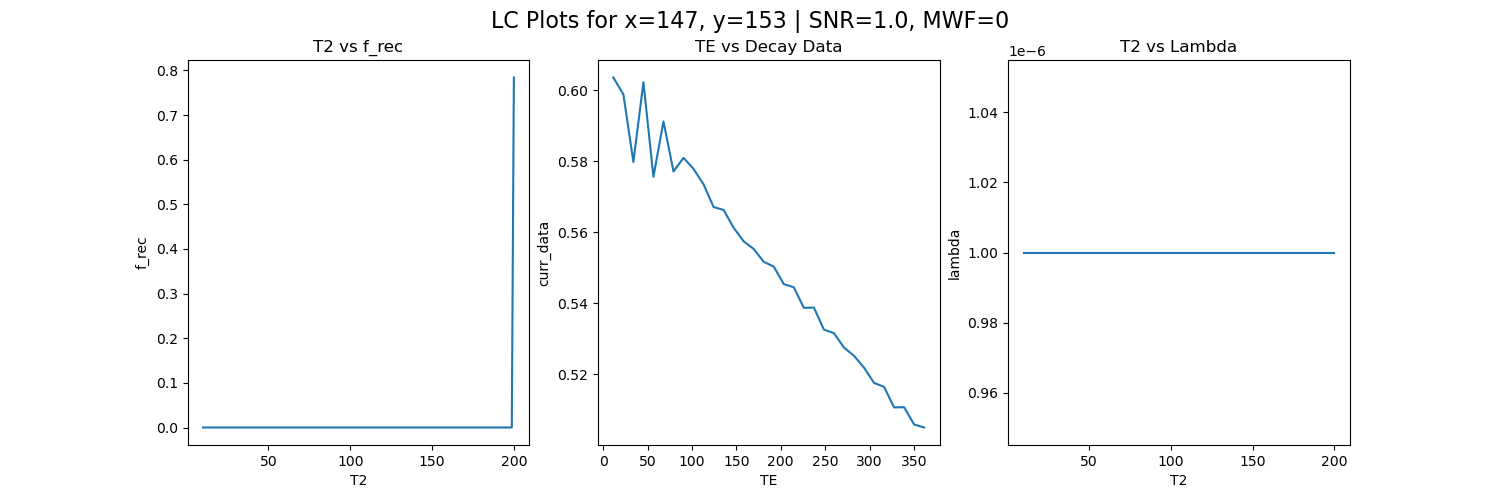 LC Plots for x=147, y=153 | SNR=1.0, MWF=0
T2 vs f_rec
f_rec
0.8
0.7
0.6
0.5
0.4
0.3
0.2
0.1
0.0
50 100 150 200
T2
TE vs Decay Data
curr_data
0.60
0.58
0.56
0.54
0.52
0 50 100 150 200 250 300 350
TE
T2 vs Lambda
1e−6
lambda
1.04
1.02
1.00
0.98
0.96
50 100 150 200
T2